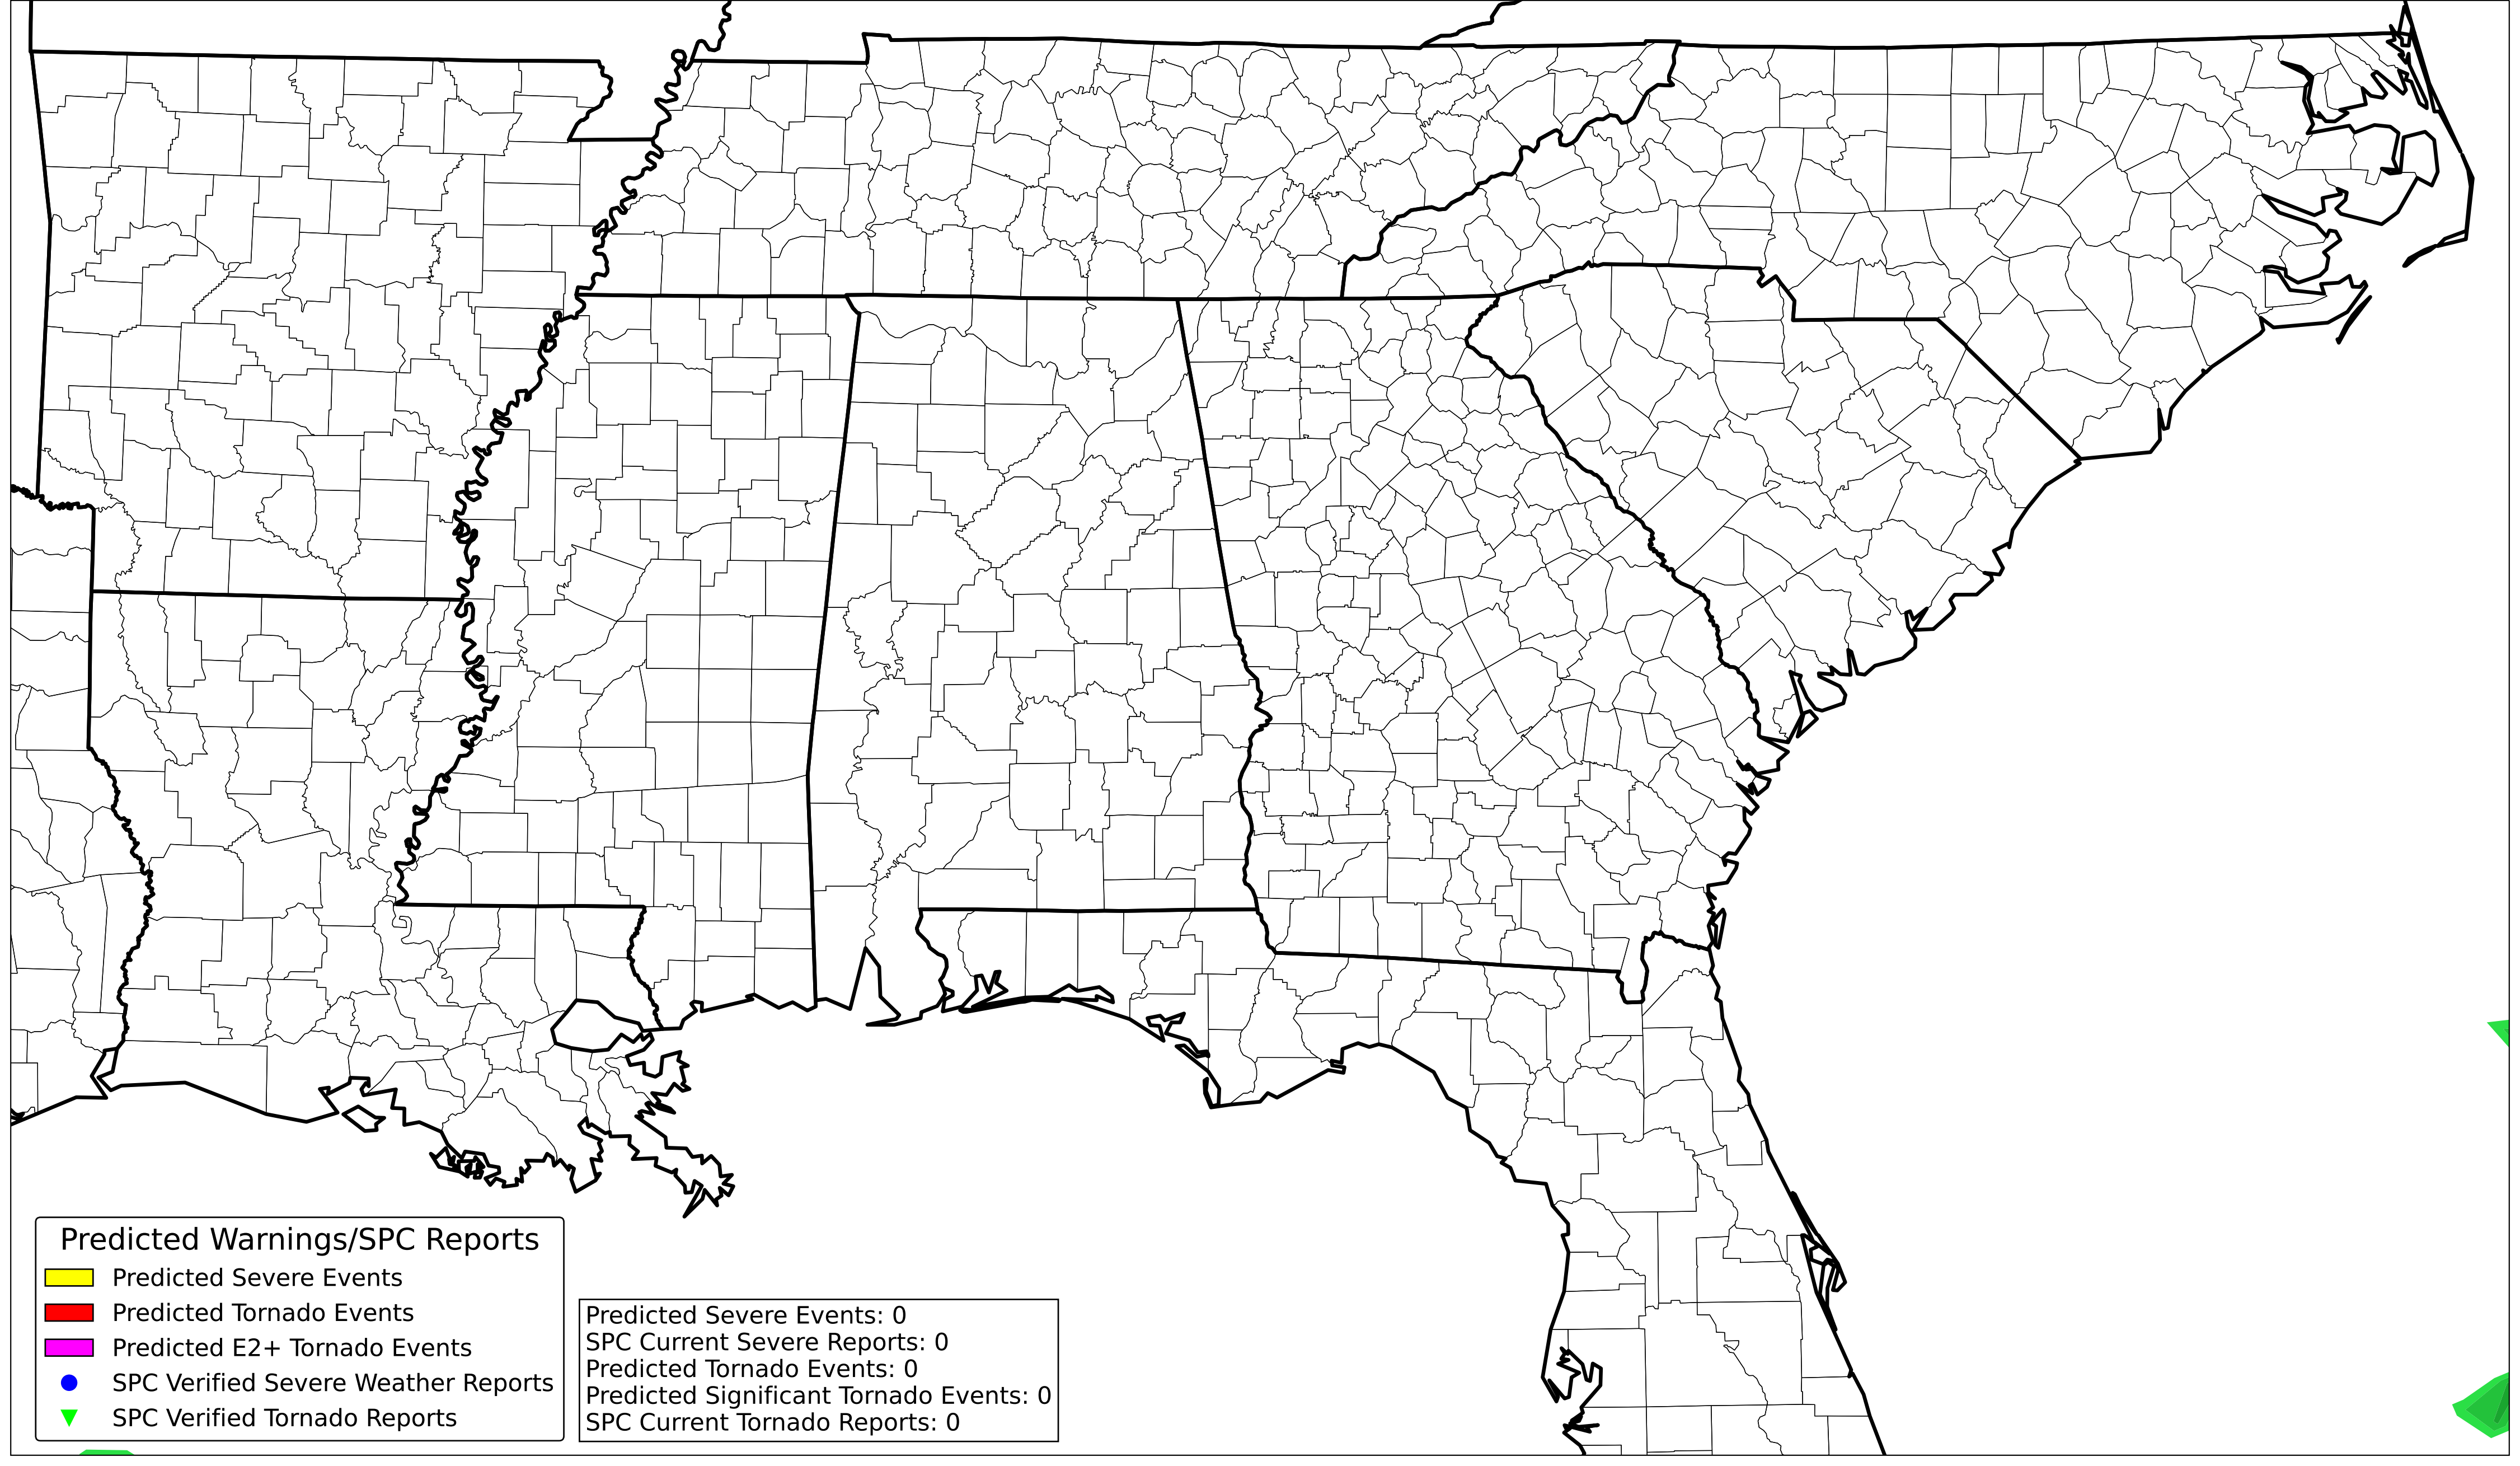 Predicted Warnings/SPC Reports
Predicted Severe Events
Predicted Tornado Events
Predicted E2+ Tornado Events
SPC Verified Severe Weather Reports
SPC Verified Tornado Reports
Predicted Severe Events: 0
SPC Current Severe Reports: 0
Predicted Tornado Events: 0
Predicted Significant Tornado Events: 0
SPC Current Tornado Reports: 0